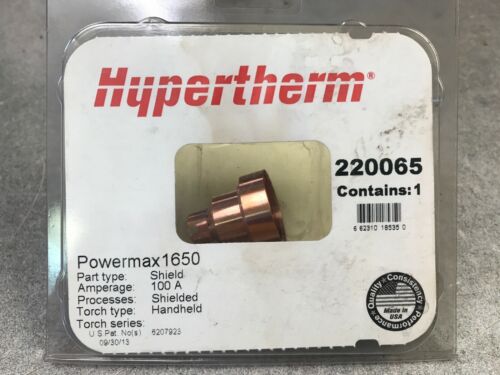 Hypertherm®
220065
Contains:1
6 62310 18535 0
Powermax1650
Part type: Shield
Amperage: 100 A
Processes: Shielded
Torch type: Handheld
Torch series:
U.S.Pat. No(s). 6207923
09/30/13
Quality Consistency Performance
Made in
USA